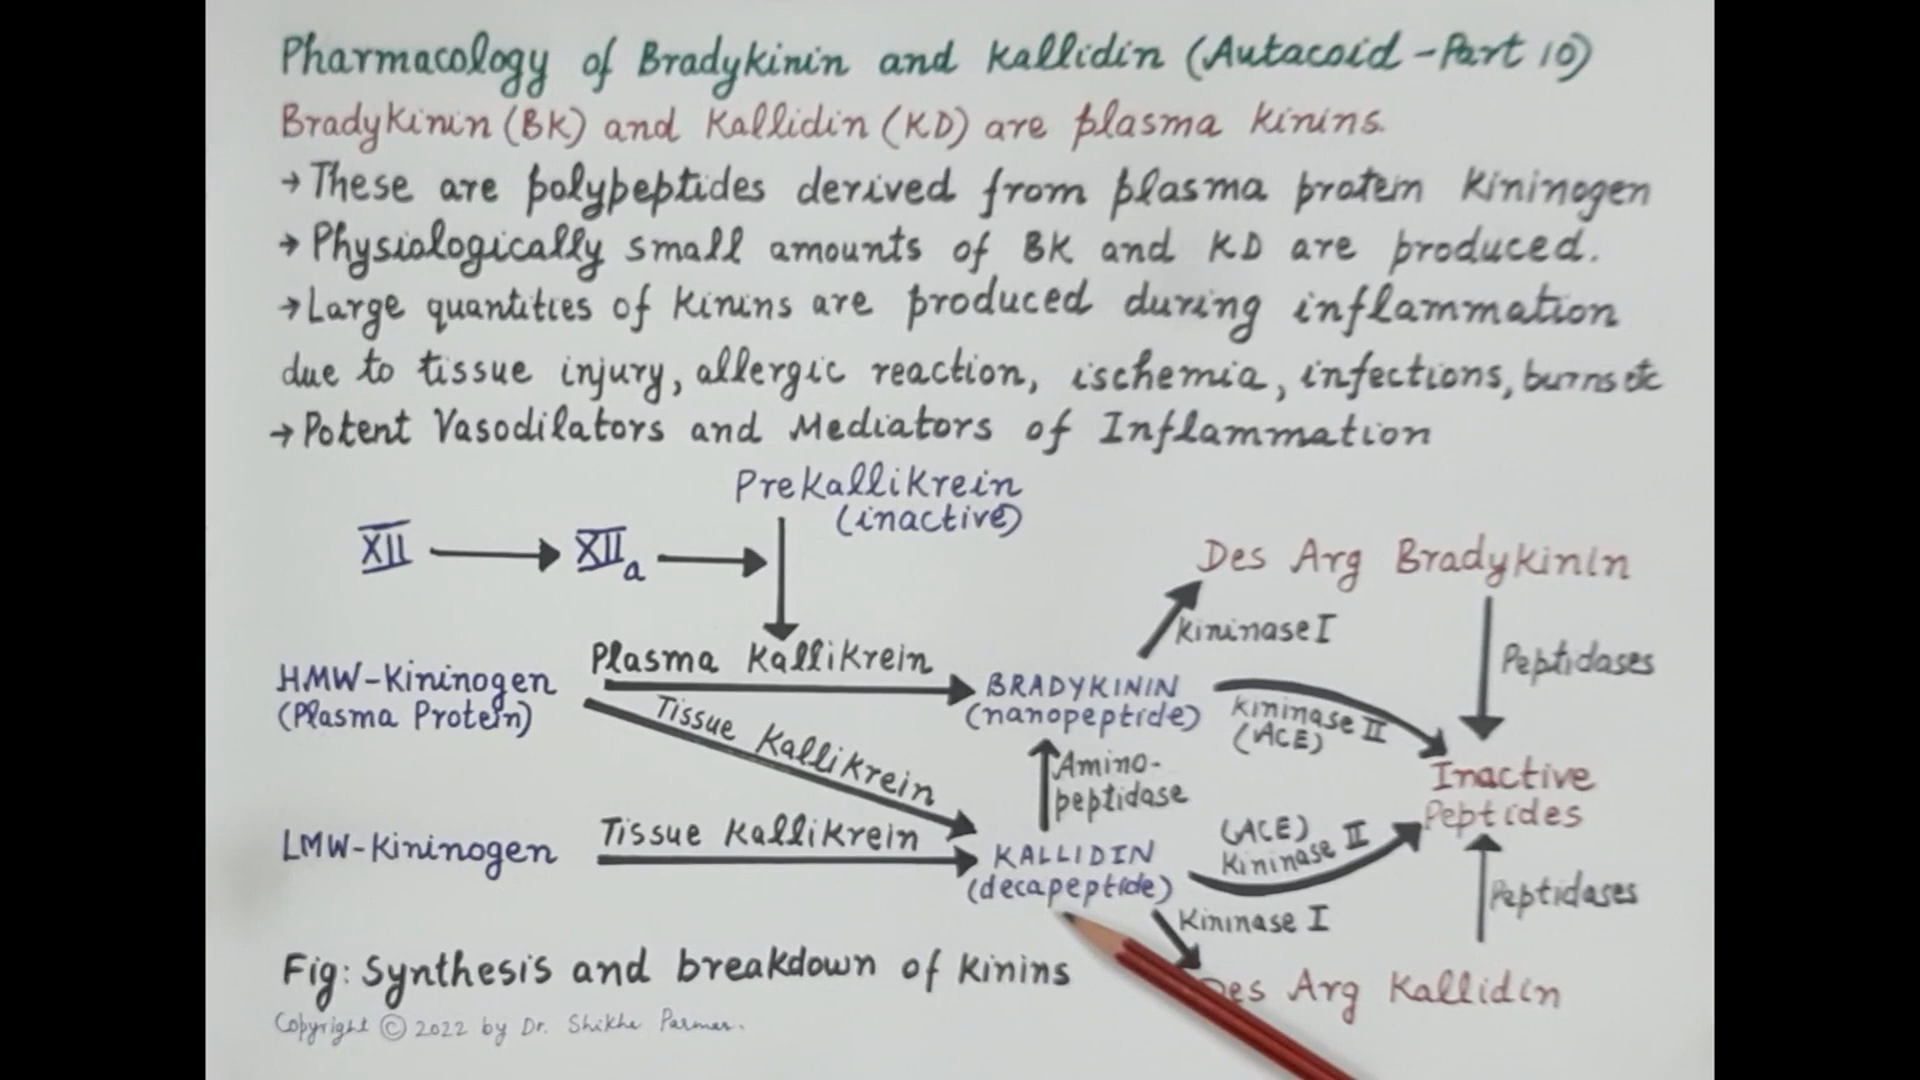 Pharmacology of Bradykinin and Kallidin (Autacoid - Part 10)
Bradykinin (BK) and Kallidin (KD) are plasma kinins.
→ These are polypeptides derived from plasma protein Kininogen
→ Physiologically small amounts of BK and KD are produced.
→ Large quantities of Kinins are produced during inflammation
due to tissue injury, allergic reaction, ischemia, infections, burns etc
→ Potent Vasodilators and Mediators of Inflammation
Prekallikrein
(inactive)
XII → XIIa →
Des Arg Bradykinin
Kininase I
Plasma Kallikrein
Peptidases
HMW-Kininogen
(Plasma Protein)
Tissue Kallikrein
BRADYKININ
(nanopeptide)
Kininase II
(ACE)
Amino-
peptidase
Inactive
Peptides
LMW-Kininogen
Tissue Kallikrein
KALLIDIN
(decapeptide)
(ACE)
Kininase II
Kininase I
Peptidases
Des Arg Kallidin
Fig: Synthesis and breakdown of Kinins
Copyright © 2022 by Dr. Shikha Parmar.